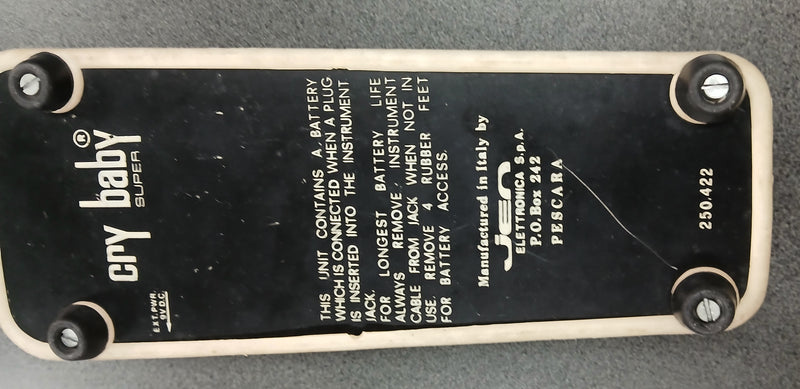 cry baby®
SUPER
EXT. PWR.
9V D.C.
THIS UNIT CONTAINS A BATTERY
WHICH IS CONNECTED WHEN A PLUG
IS INSERTED INTO THE INSTRUMENT
JACK.
FOR LONGEST BATTERY LIFE
ALWAYS REMOVE INSTRUMENT
CABLE FROM JACK WHEN NOT IN
USE. REMOVE 4 RUBBER FEET
FOR BATTERY ACCESS.
Manufactured in Italy by
JEN
ELETTRONICA S.p.A.
P.O. Box 242
PESCARA
250.422